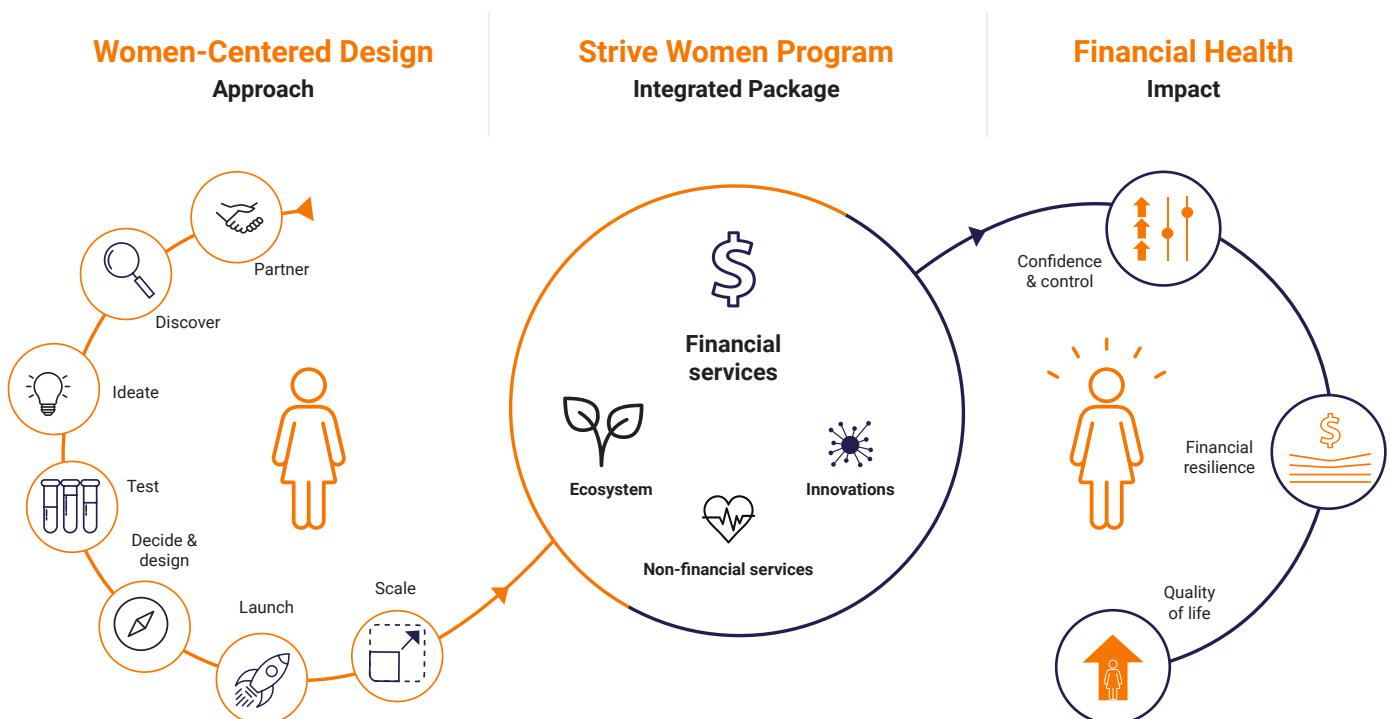 Women-Centered Design
Approach
Strive Women Program
Integrated Package
Financial Health
Impact
Partner
Discover
Ideate
Test
Decide &
design
Launch
Scale
$
Financial
services
Ecosystem
Innovations
Non-financial services
Confidence
& control
$
Financial
resilience
Quality
of life